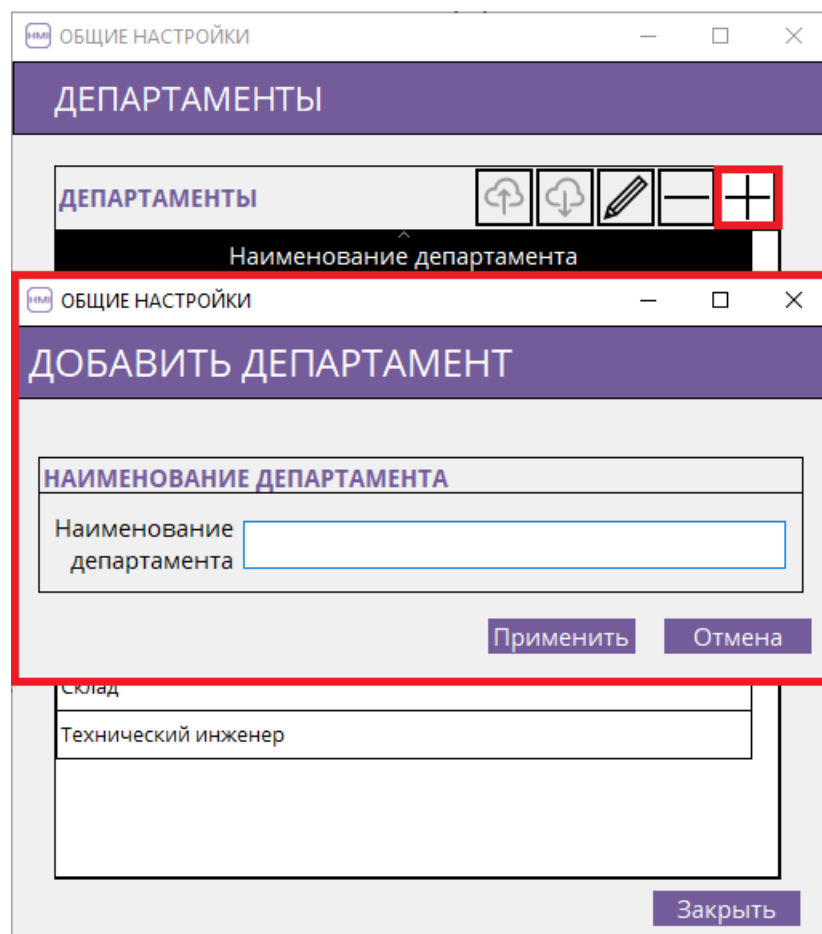 HMI ОБЩИЕ НАСТРОЙКИ
ДЕПАРТАМЕНТЫ
ДЕПАРТАМЕНТЫ
Наименование департамента
HMI ОБЩИЕ НАСТРОЙКИ
ДОБАВИТЬ ДЕПАРТАМЕНТ
НАИМЕНОВАНИЕ ДЕПАРТАМЕНТА
Наименование
департамента
Применить Отмена
Склад
Технический инженер
Закрыть